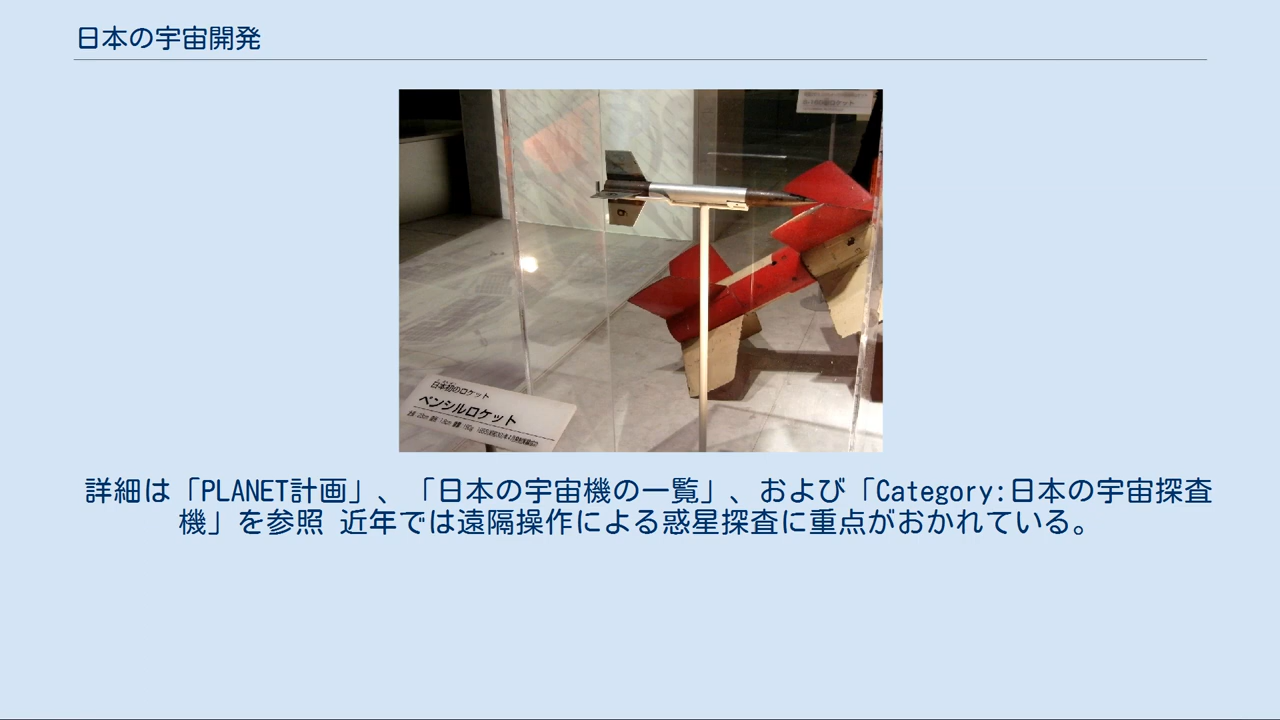 日本の宇宙開発
日本初のロケット
ペンシルロケット
詳細は「PLANET計画」、「日本の宇宙機の一覧」、および「Category:日本の宇宙探査
機」を参照 近年では遠隔操作による惑星探査に重点がおかれている。